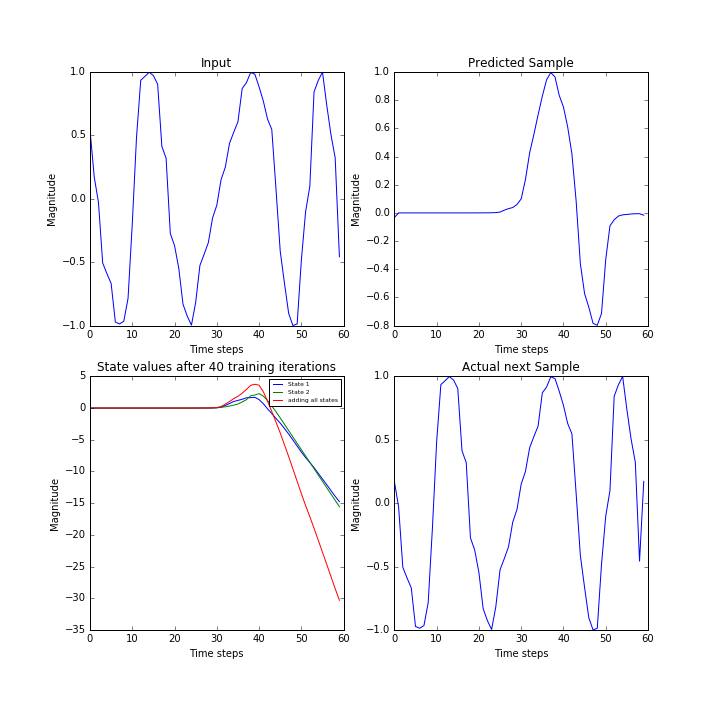 Input
1.0
0.5
0.0
−0.5
−1.0
Magnitude
0 10 20 30 40 50 60
Time steps
Predicted Sample
1.0
0.8
0.6
0.4
0.2
0.0
−0.2
−0.4
−0.6
−0.8
Magnitude
0 10 20 30 40 50 60
Time steps
State values after 40 training iterations
5
0
−5
−10
−15
−20
−25
−30
−35
Magnitude
State 1
State 2
adding all states
0 10 20 30 40 50 60
Time steps
Actual next Sample
1.0
0.5
0.0
−0.5
−1.0
Magnitude
0 10 20 30 40 50 60
Time steps